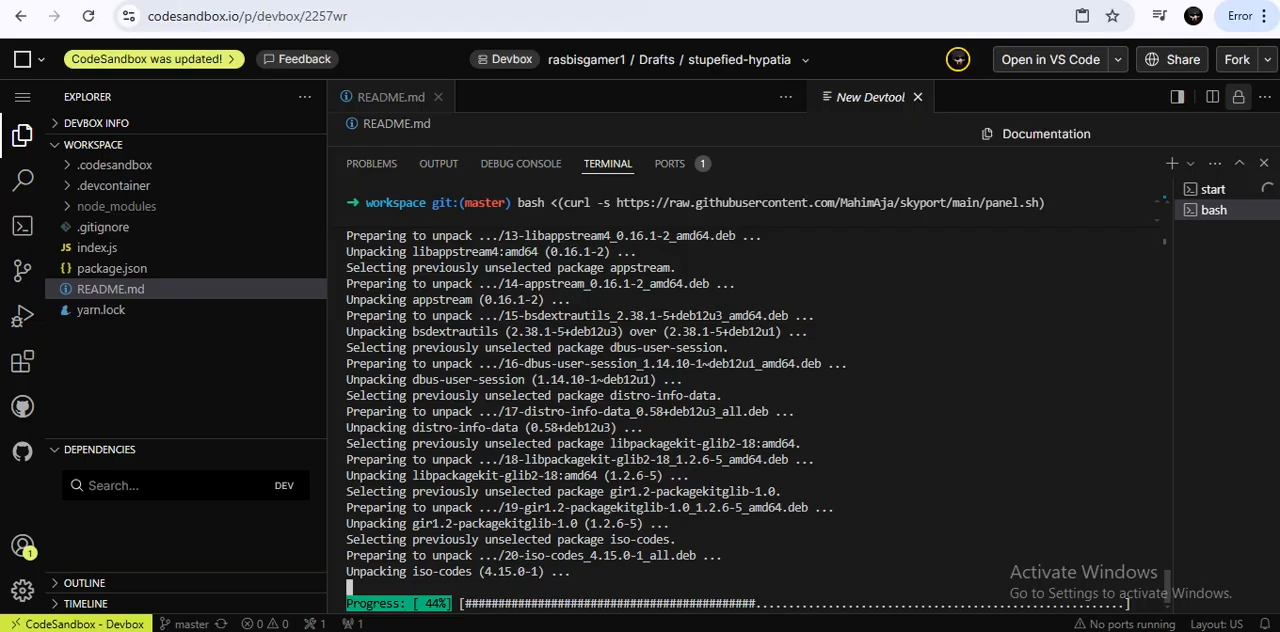 codesandbox.io/p/devbox/2257wr
Error
CodeSandbox was updated!
Feedback
Devbox
rasbisgamer1 / Drafts / stupefied-hypatia
Open in VS Code
Share
Fork
EXPLORER
README.md
New Devtool
DEVBOX INFO
README.md
WORKSPACE
Documentation
.codesandbox
PROBLEMS OUTPUT DEBUG CONSOLE TERMINAL PORTS 1
.devcontainer
node_modules
.gitignore
index.js
package.json
README.md
yarn.lock
start
bash
workspace git:(master) bash <(curl -s https://raw.githubusercontent.com/MahimAja/skyport/main/panel.sh)
Preparing to unpack .../13-libappstream4_0.16.1-2_amd64.deb ...
Unpacking libappstream4:amd64 (0.16.1-2) ...
Selecting previously unselected package appstream.
Preparing to unpack .../14-appstream_0.16.1-2_amd64.deb ...
Unpacking appstream (0.16.1-2) ...
Preparing to unpack .../15-bsdextrautils_2.38.1-5+deb12u3_amd64.deb ...
Unpacking bsdextrautils (2.38.1-5+deb12u3) over (2.38.1-5+deb12u1) ...
Selecting previously unselected package dbus-user-session.
Preparing to unpack .../16-dbus-user-session_1.14.10-1~deb12u1_amd64.deb ...
Unpacking dbus-user-session (1.14.10-1~deb12u1) ...
Selecting previously unselected package distro-info-data.
Preparing to unpack .../17-distro-info-data_0.58+deb12u3_all.deb ...
Unpacking distro-info-data (0.58+deb12u3) ...
Selecting previously unselected package libpackagekit-glib2-18:amd64.
Preparing to unpack .../18-libpackagekit-glib2-18_1.2.6-5_amd64.deb ...
Unpacking libpackagekit-glib2-18:amd64 (1.2.6-5) ...
Selecting previously unselected package gir1.2-packagekitglib-1.0.
Preparing to unpack .../19-gir1.2-packagekitglib-1.0_1.2.6-5_amd64.deb ...
Unpacking gir1.2-packagekitglib-1.0 (1.2.6-5) ...
Selecting previously unselected package iso-codes.
Preparing to unpack .../20-iso-codes_4.15.0-1_all.deb ...
Unpacking iso-codes (4.15.0-1) ...
Progress: [ 44%] [############################################........................................................]
DEPENDENCIES
Search...
DEV
1
OUTLINE
TIMELINE
Activate Windows
Go to Settings to activate Windows.
CodeSandbox - Devbox
master
0
0
1
1
No ports running
Layout: US